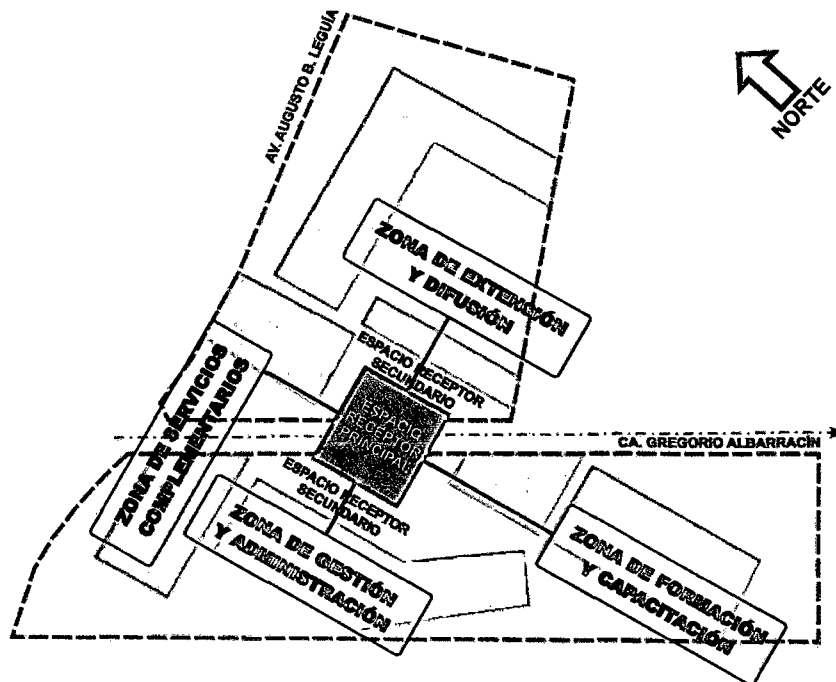 AV. AUGUSTO B. LEGUÍA
NORTE
ZONA DE EXTENCIÓN
Y DIFUSIÓN
ESPACIO RECEPTOR
SECUNDARIO
ZONA DE SERVICIOS
COMPLEMENTARIOS
ESPACIO
RECEPTOR
PRINCIPAL
CA. GREGORIO ALBARRACÍN
ESPACIO RECEPTOR
SECUNDARIO
ZONA DE GESTIÓN
Y ADMINISTRACIÓN
ZONA DE FORMACIÓN
Y CAPACITACIÓN